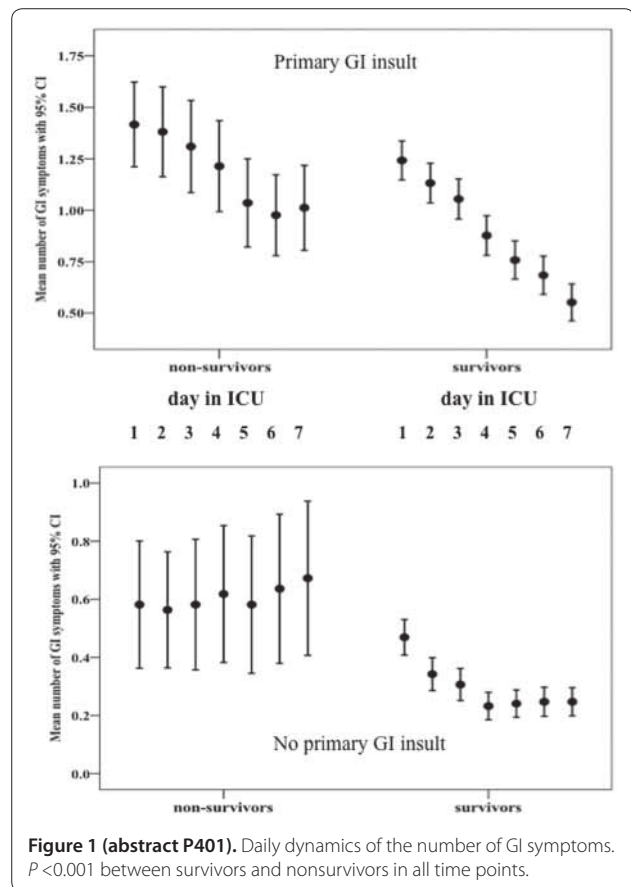 Primary GI insult
Mean number of GI symptoms with 95% CI
1.75
1.50
1.25
1.00
0.75
0.50
non-survivors survivors
day in ICU day in ICU
1 2 3 4 5 6 7 1 2 3 4 5 6 7
Mean number of GI symptoms with 95% CI
1.0
0.8
0.6
0.4
0.2
0.0
No primary GI insult
non-survivors survivors
Figure 1 (abstract P401). Daily dynamics of the number of GI symptoms.
P <0.001 between survivors and nonsurvivors in all time points.